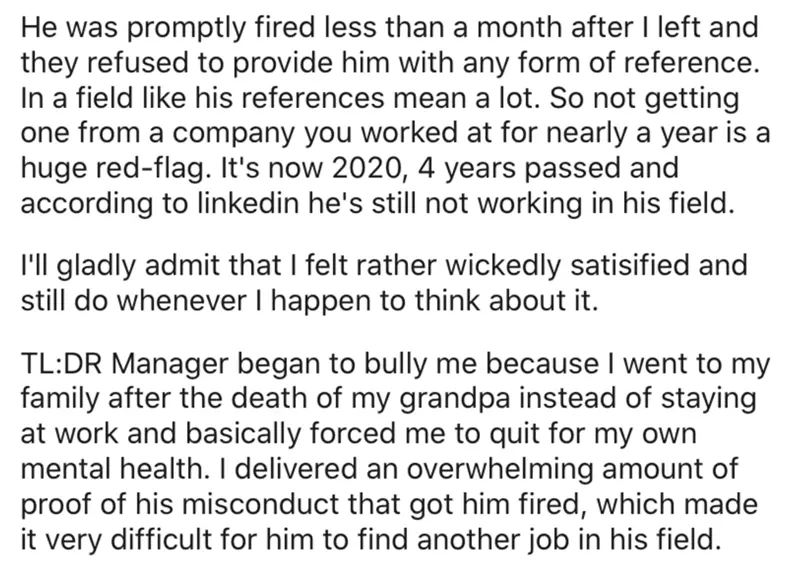 He was promptly fired less than a month after I left and
they refused to provide him with any form of reference.
In a field like his references mean a lot. So not getting
one from a company you worked at for nearly a year is a
huge red-flag. It's now 2020, 4 years passed and
according to linkedin he's still not working in his field.
I'll gladly admit that I felt rather wickedly satisified and
still do whenever I happen to think about it.
TL:DR Manager began to bully me because I went to my
family after the death of my grandpa instead of staying
at work and basically forced me to quit for my own
mental health. I delivered an overwhelming amount of
proof of his misconduct that got him fired, which made
it very difficult for him to find another job in his field.